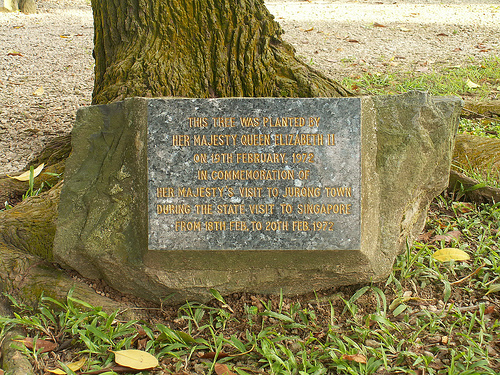 THIS TREE WAS PLANTED BY
HER MAJESTY QUEEN ELIZABETH II
ON 19TH FEBRUARY, 1972
IN COMMEMORATION OF
HER MAJESTY'S VISIT TO JURONG TOWN
DURING THE STATE VISIT TO SINGAPORE
FROM 18TH FEB. TO 20TH FEB. 1972